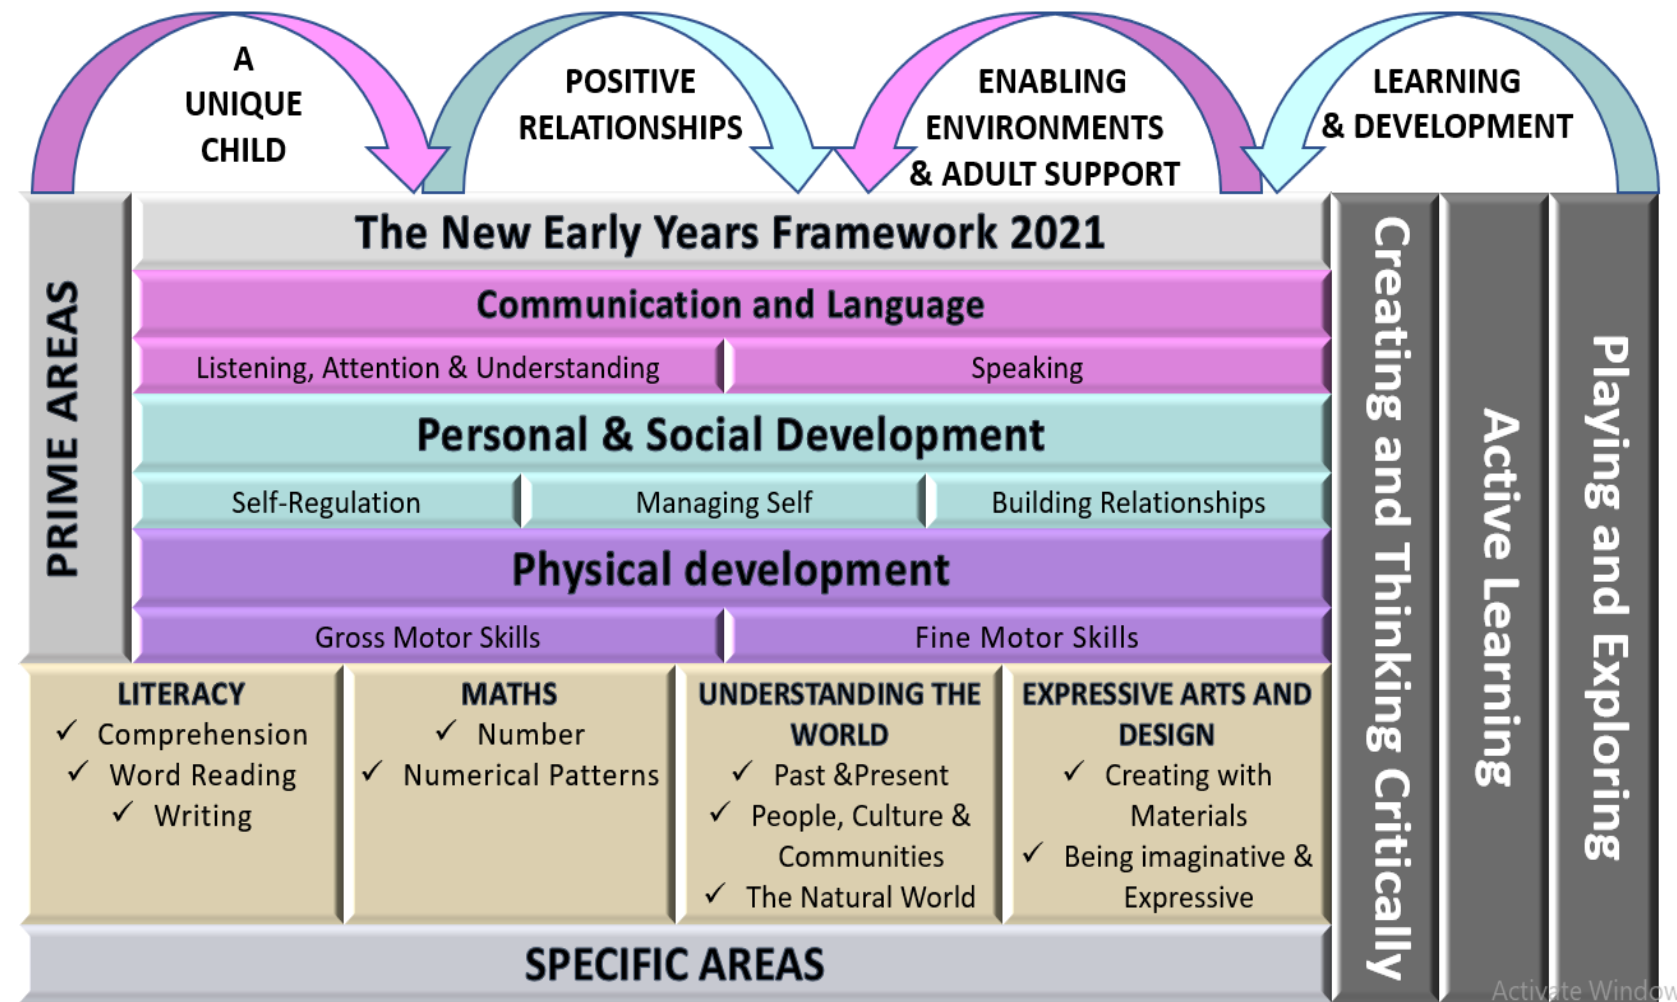 A
UNIQUE
CHILD
POSITIVE
RELATIONSHIPS
ENABLING
ENVIRONMENTS
& ADULT SUPPORT
LEARNING
& DEVELOPMENT
PRIME AREAS
The New Early Years Framework 2021
Communication and Language
Listening, Attention & Understanding
Speaking
Personal & Social Development
Self-Regulation
Managing Self
Building Relationships
Physical development
Gross Motor Skills
Fine Motor Skills
LITERACY
✓ Comprehension
✓ Word Reading
✓ Writing
MATHS
✓ Number
✓ Numerical Patterns
UNDERSTANDING THE
WORLD
✓ Past &Present
✓ People, Culture &
Communities
✓ The Natural World
EXPRESSIVE ARTS AND
DESIGN
✓ Creating with
Materials
✓ Being imaginative &
Expressive
SPECIFIC AREAS
Creating and Thinking Critically
Active Learning
Playing and Exploring
Activate Window